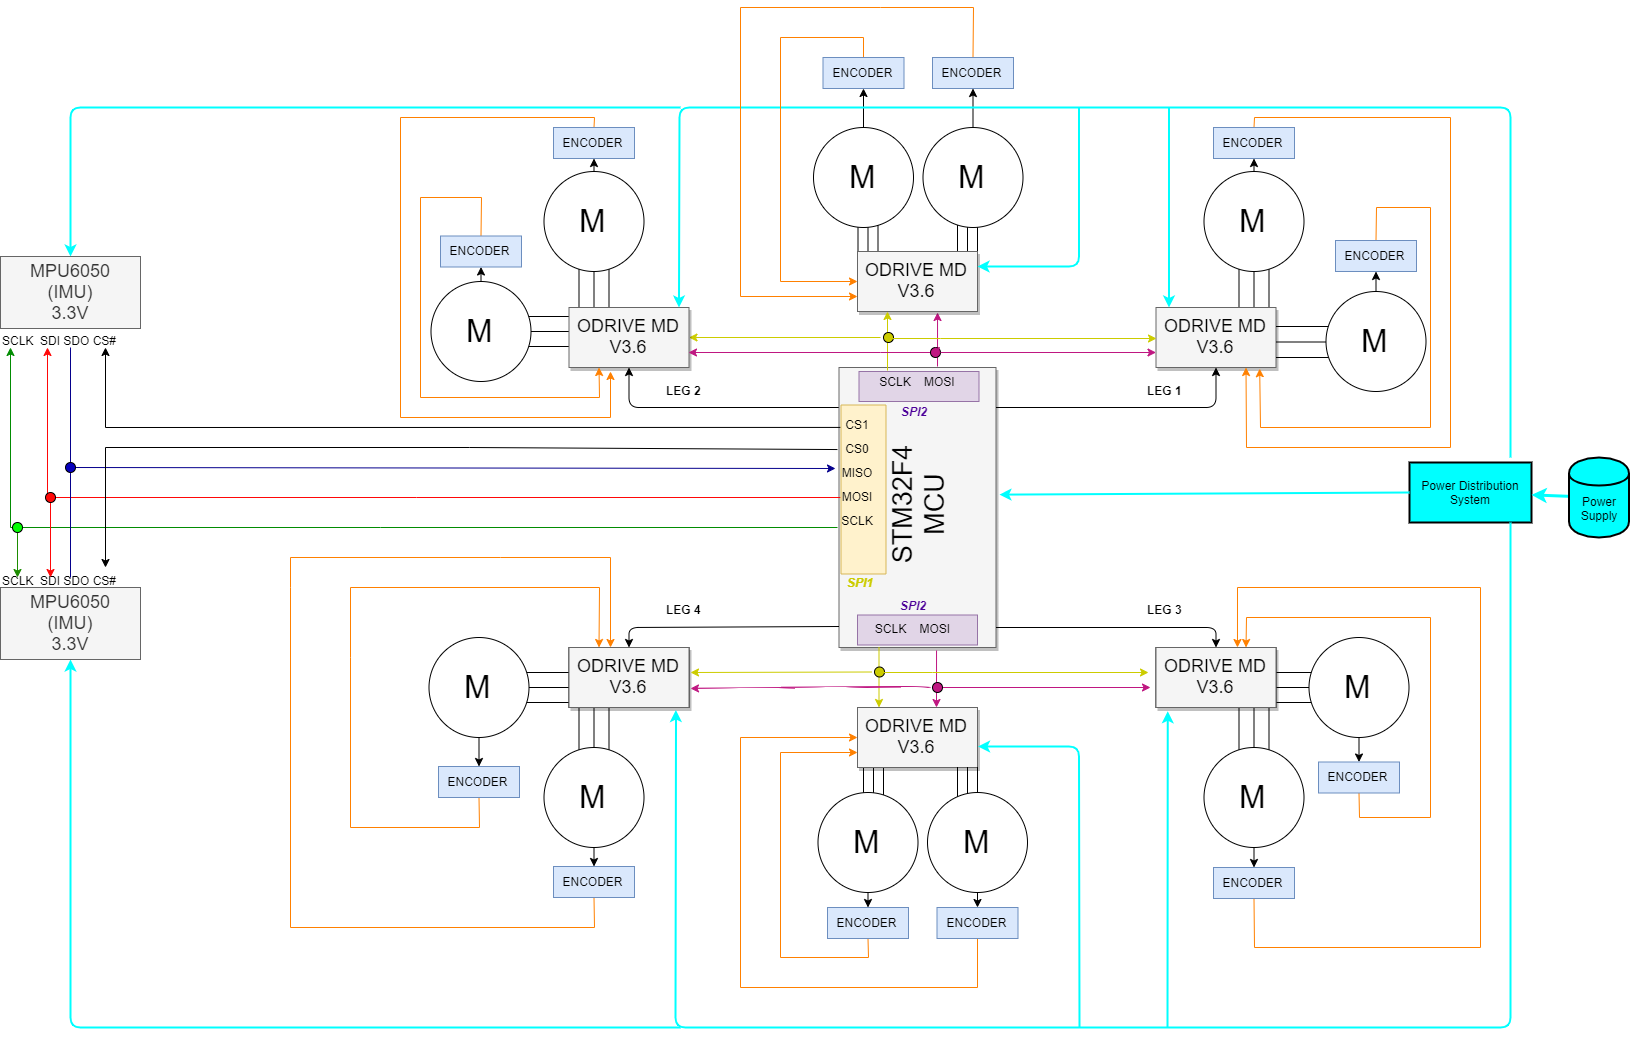 ENCODER
ENCODER
ENCODER
ENCODER
M
M
ENCODER
ENCODER
M
M
MPU6050
(IMU)
3.3V
ODRIVE MD
V3.6
M
M
ODRIVE MD
V3.6
ODRIVE MD
V3.6
SCLK SDI SDO CS#
LEG 2
SCLK MOSI
LEG 1
SPI2
CS1
CS0
MISO
MOSI
SCLK
STM32F4
MCU
SPI1
Power Distribution
System
Power
Supply
SCLK SDI SDO CS#
MPU6050
(IMU)
3.3V
LEG 4
SPI2
LEG 3
SCLK MOSI
M
ODRIVE MD
V3.6
ODRIVE MD
V3.6
M
ODRIVE MD
V3.6
ENCODER
M
M
ENCODER
M
M
ENCODER
ENCODER
ENCODER
ENCODER